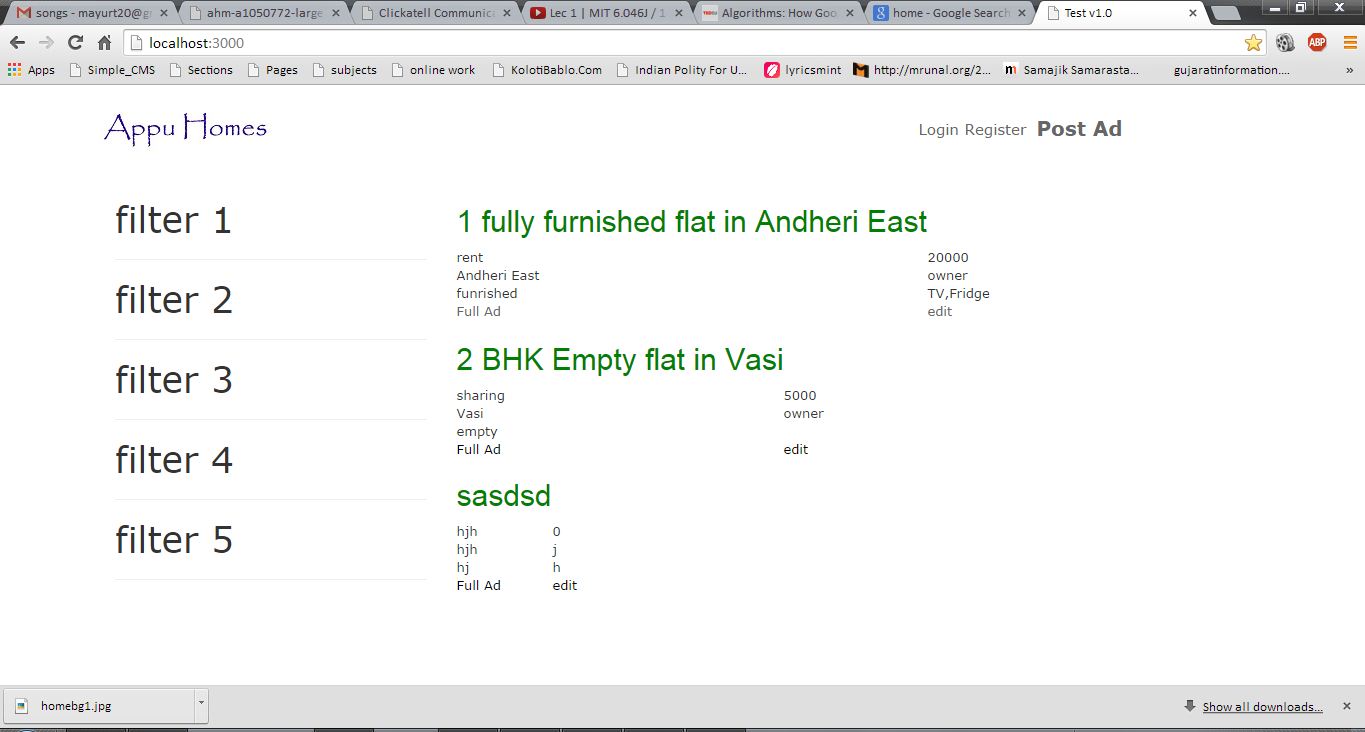 songs - mayurt20@gr
ahm-a1050772-large
Clickatell Communica
Lec 1 | MIT 6.046J / 1
Algorithms: How Goo
home - Google Search
Test v1.0
localhost:3000
ABP
Apps
Simple_CMS
Sections
Pages
subjects
online work
KolotiBablo.Com
Indian Polity For U...
lyricsmint
http://mrunal.org/2...
Samajik Samarasta...
gujaratinformation....
»
Appu Homes
Login Register Post Ad
filter 1
filter 2
filter 3
filter 4
filter 5
1 fully furnished flat in Andheri East
rent 20000
Andheri East owner
funrished TV,Fridge
Full Ad edit
2 BHK Empty flat in Vasi
sharing 5000
Vasi owner
empty
Full Ad edit
sasdsd
hjh 0
hjh j
hj h
Full Ad edit
homebg1.jpg
Show all downloads...